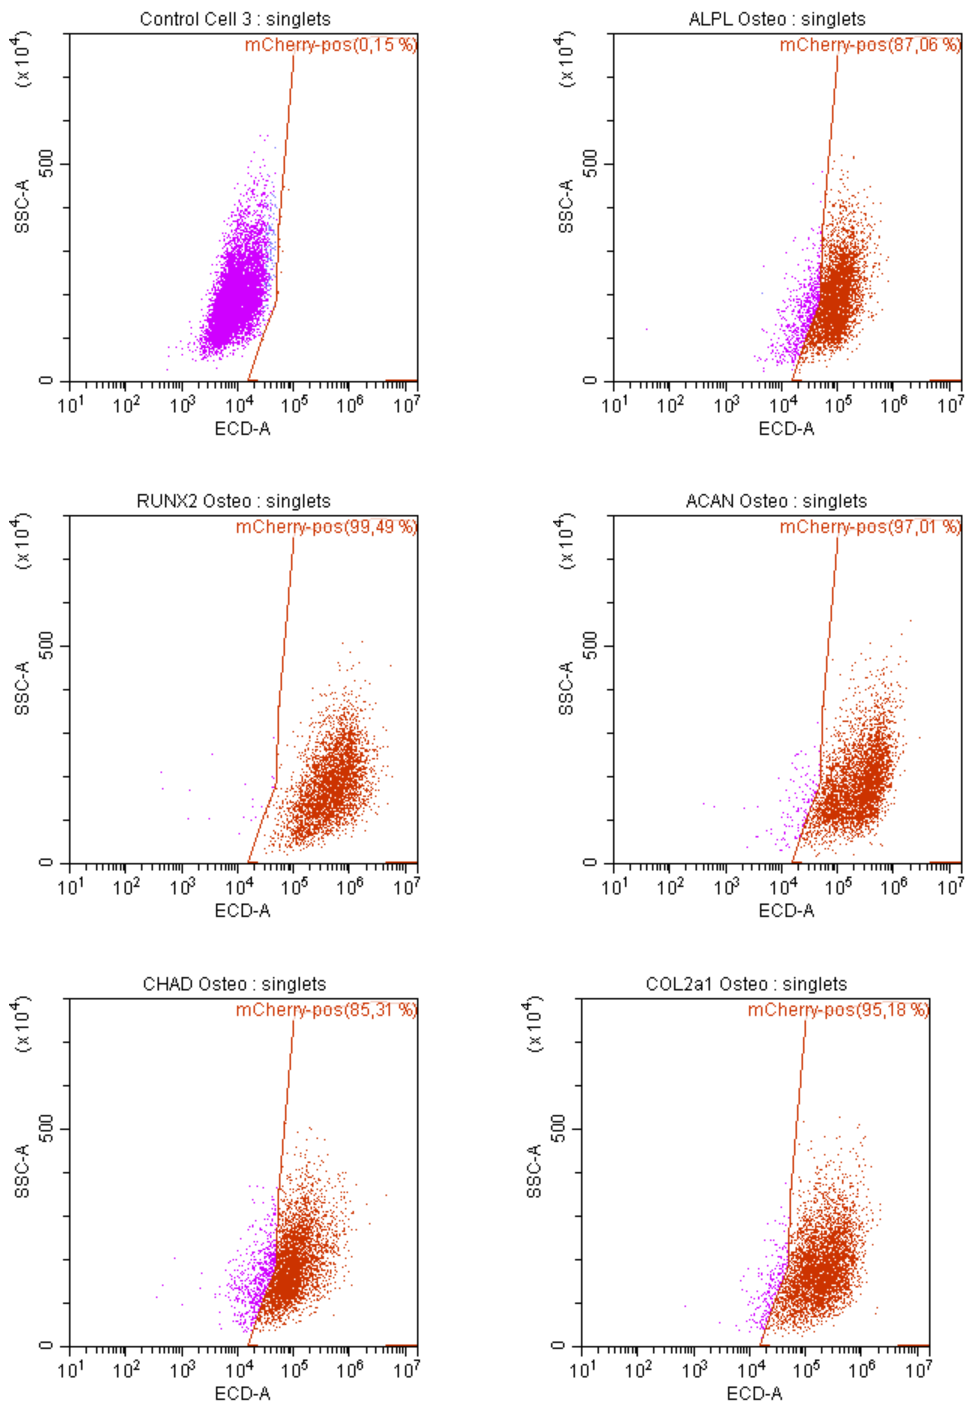 Control Cell 3 : singlets
mCherry-pos(0,15 %)
(x 10⁴)
500
SSC-A
0
10¹ 10² 10³ 10⁴ 10⁵ 10⁶ 10⁷
ECD-A
ALPL Osteo : singlets
mCherry-pos(87,06 %)
(x 10⁴)
500
SSC-A
0
10¹ 10² 10³ 10⁴ 10⁵ 10⁶ 10⁷
ECD-A
RUNX2 Osteo : singlets
mCherry-pos(99,49 %)
(x 10⁴)
500
SSC-A
0
10¹ 10² 10³ 10⁴ 10⁵ 10⁶ 10⁷
ECD-A
ACAN Osteo : singlets
mCherry-pos(97,01 %)
(x 10⁴)
500
SSC-A
0
10¹ 10² 10³ 10⁴ 10⁵ 10⁶ 10⁷
ECD-A
CHAD Osteo : singlets
mCherry-pos(85,31 %)
(x 10⁴)
500
SSC-A
0
10¹ 10² 10³ 10⁴ 10⁵ 10⁶ 10⁷
ECD-A
COL2a1 Osteo : singlets
mCherry-pos(95,18 %)
(x 10⁴)
500
SSC-A
0
10¹ 10² 10³ 10⁴ 10⁵ 10⁶ 10⁷
ECD-A